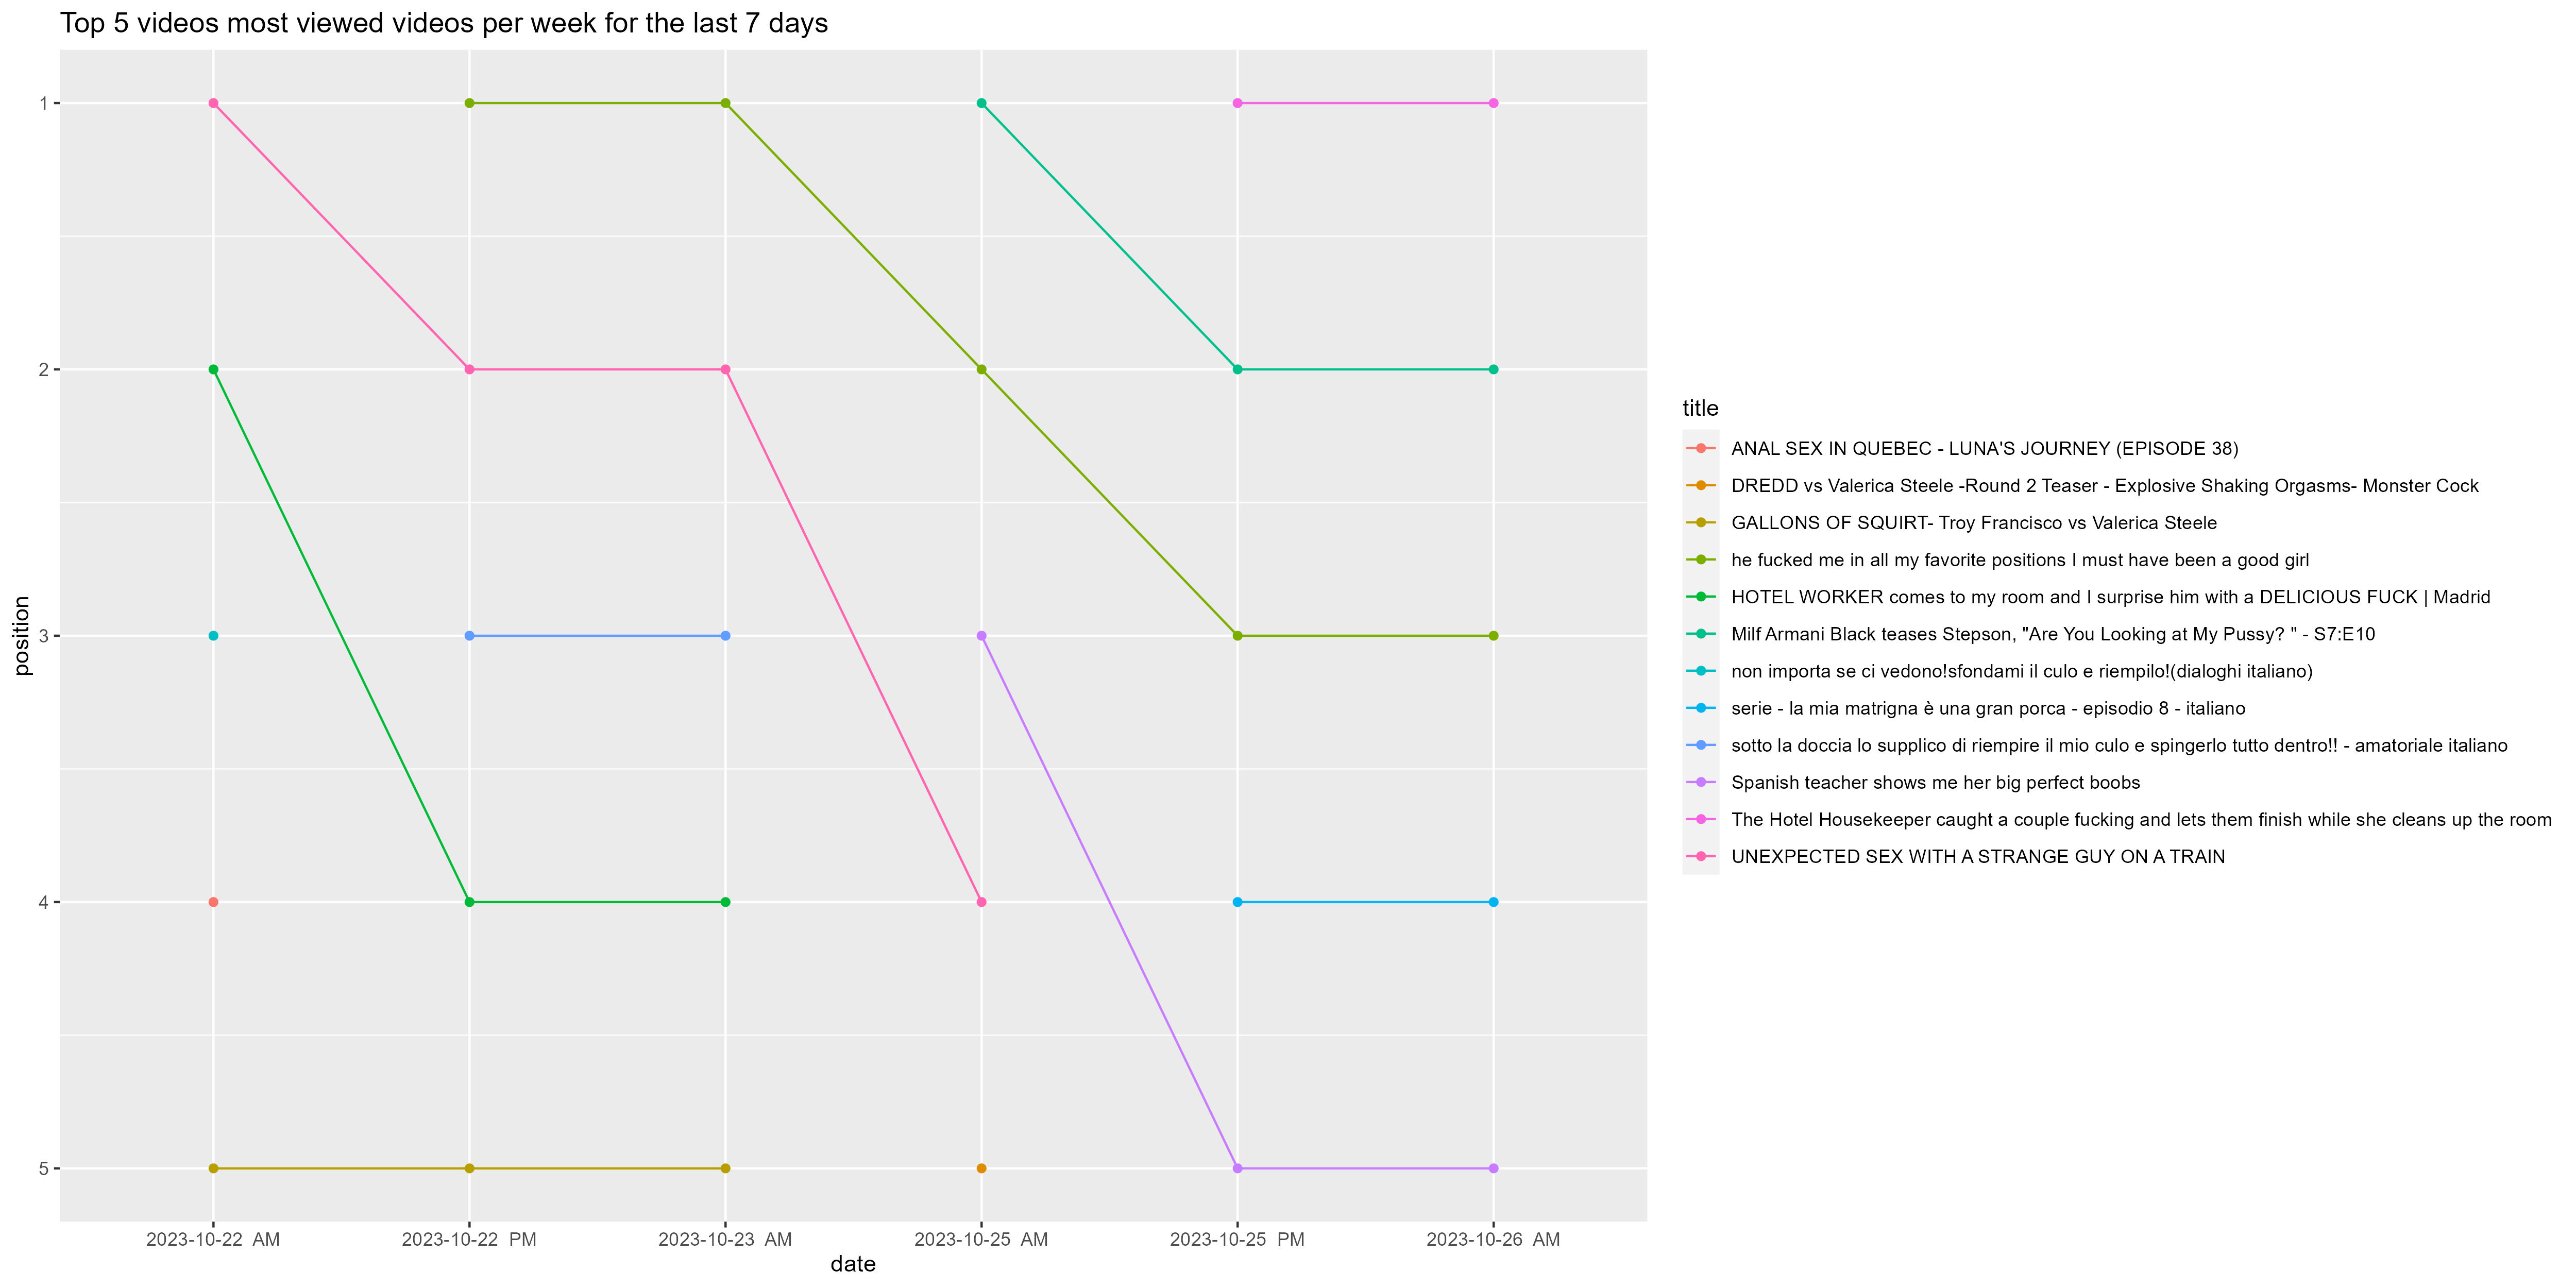 Top 5 videos most viewed videos per week for the last 7 days
position
1
2
3
4
5
2023-10-22 AM
2023-10-22 PM
2023-10-23 AM
2023-10-25 AM
2023-10-25 PM
2023-10-26 AM
date
title
ANAL SEX IN QUEBEC - LUNA'S JOURNEY (EPISODE 38)
DREDD vs Valerica Steele -Round 2 Teaser - Explosive Shaking Orgasms- Monster Cock
GALLONS OF SQUIRT- Troy Francisco vs Valerica Steele
he fucked me in all my favorite positions I must have been a good girl
HOTEL WORKER comes to my room and I surprise him with a DELICIOUS FUCK | Madrid
Milf Armani Black teases Stepson, "Are You Looking at My Pussy? " - S7:E10
non importa se ci vedono!sfondami il culo e riempilo!(dialoghi italiano)
serie - la mia matrigna è una gran porca - episodio 8 - italiano
sotto la doccia lo supplico di riempire il mio culo e spingerlo tutto dentro!! - amatoriale italiano
Spanish teacher shows me her big perfect boobs
The Hotel Housekeeper caught a couple fucking and lets them finish while she cleans up the room
UNEXPECTED SEX WITH A STRANGE GUY ON A TRAIN